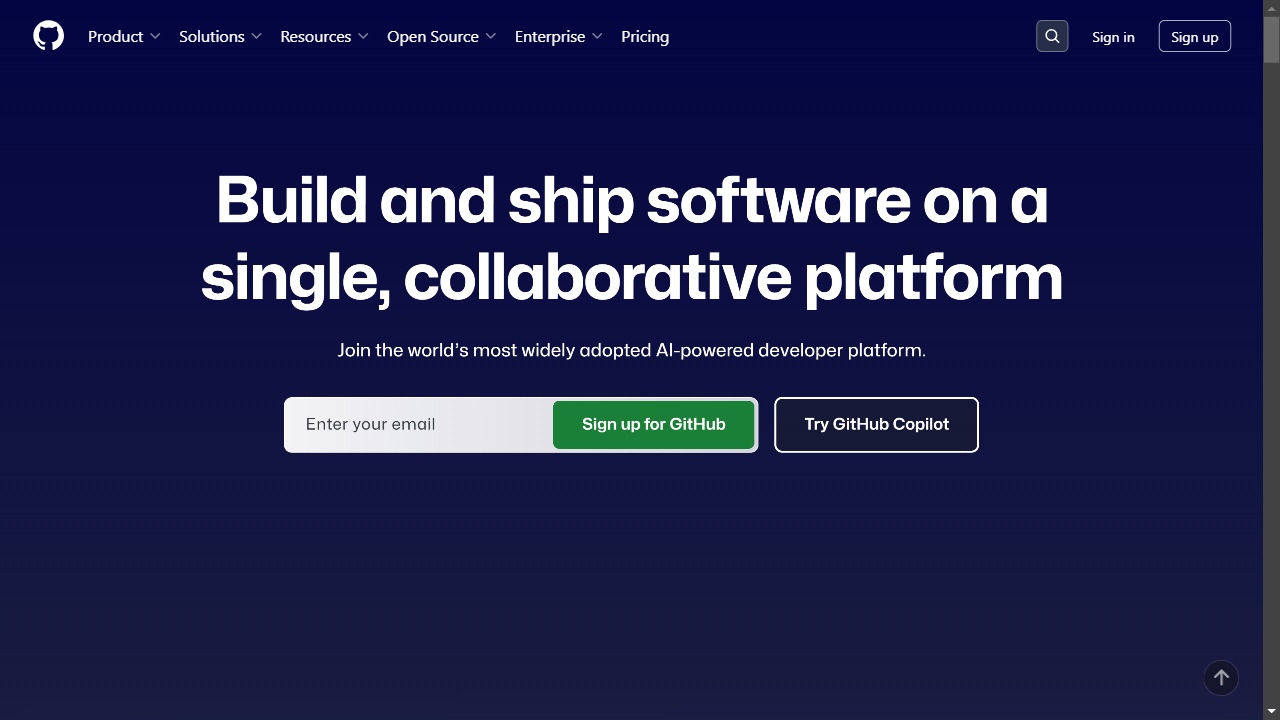 Product Solutions Resources Open Source Enterprise Pricing Sign in Sign up
Build and ship software on a
single, collaborative platform
Join the world's most widely adopted AI-powered developer platform.
Enter your email Sign up for GitHub Try GitHub Copilot